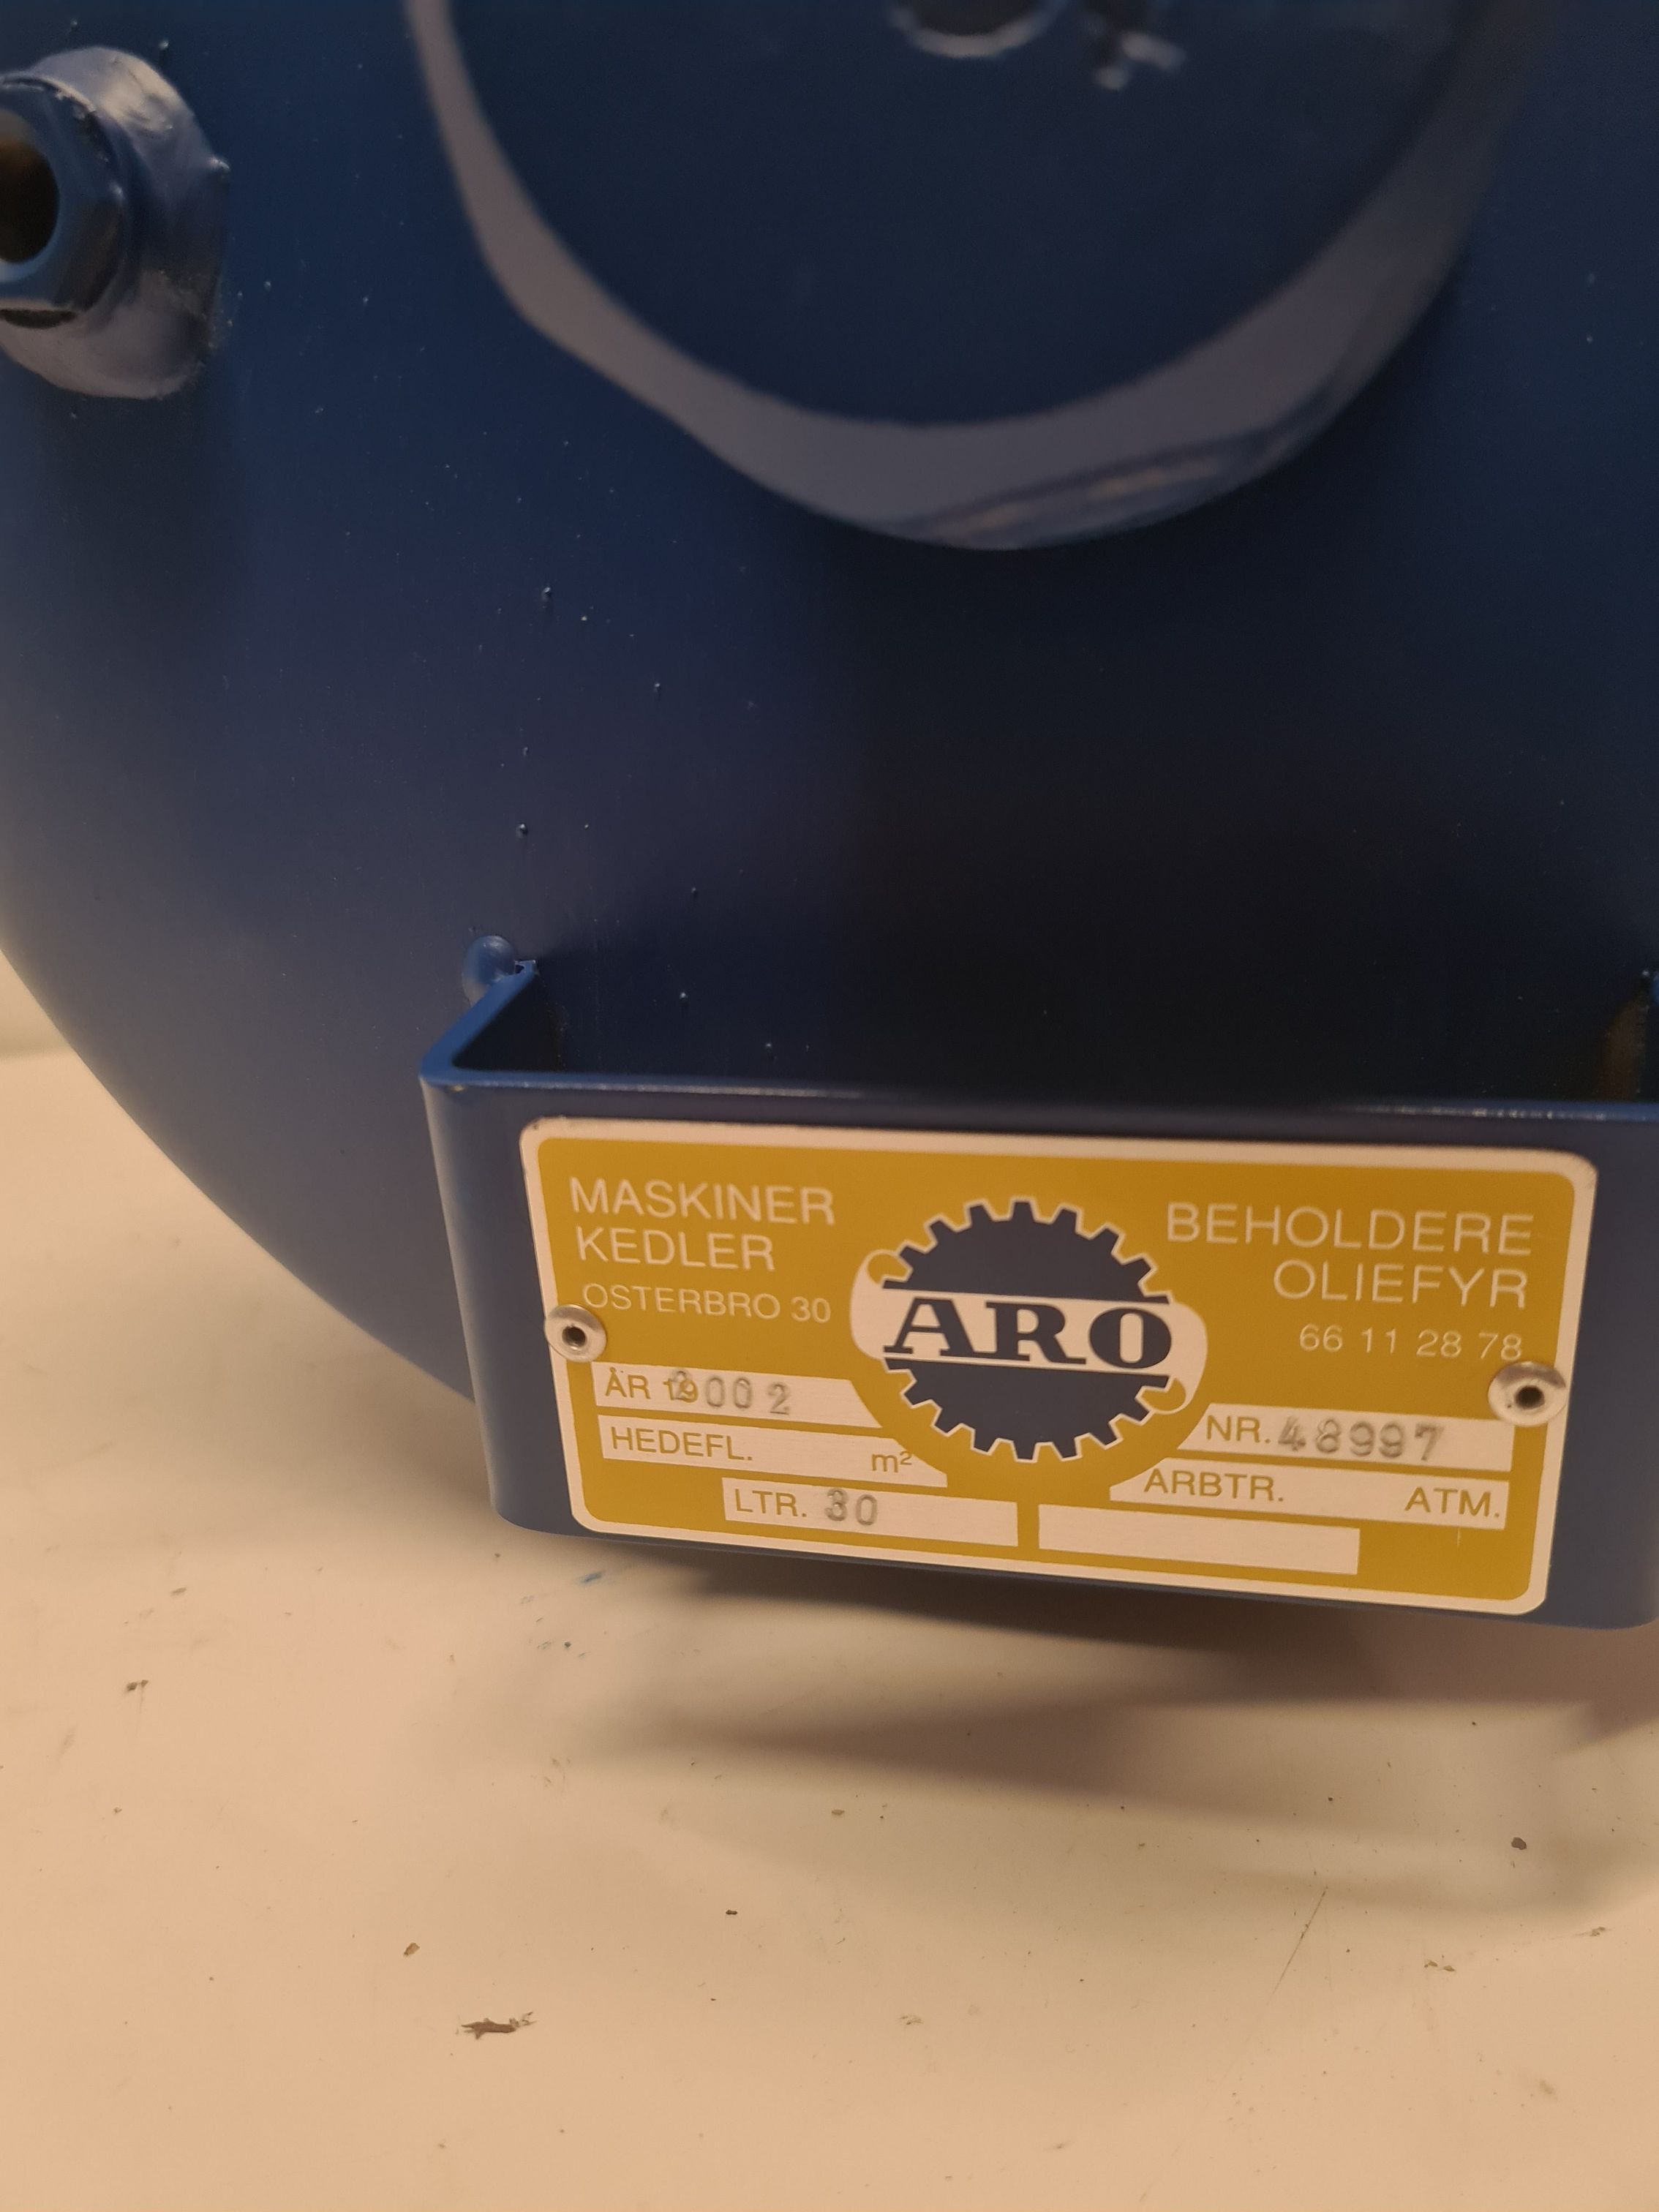 MASKINER
KEDLER
OSTERBRO 30
ARO
BEHOLDERE
OLIEFYR
66 11 28 78
ÅR 192002
HEDEFL. m²
LTR. 30
NR. 48997
ARBTR. ATM.